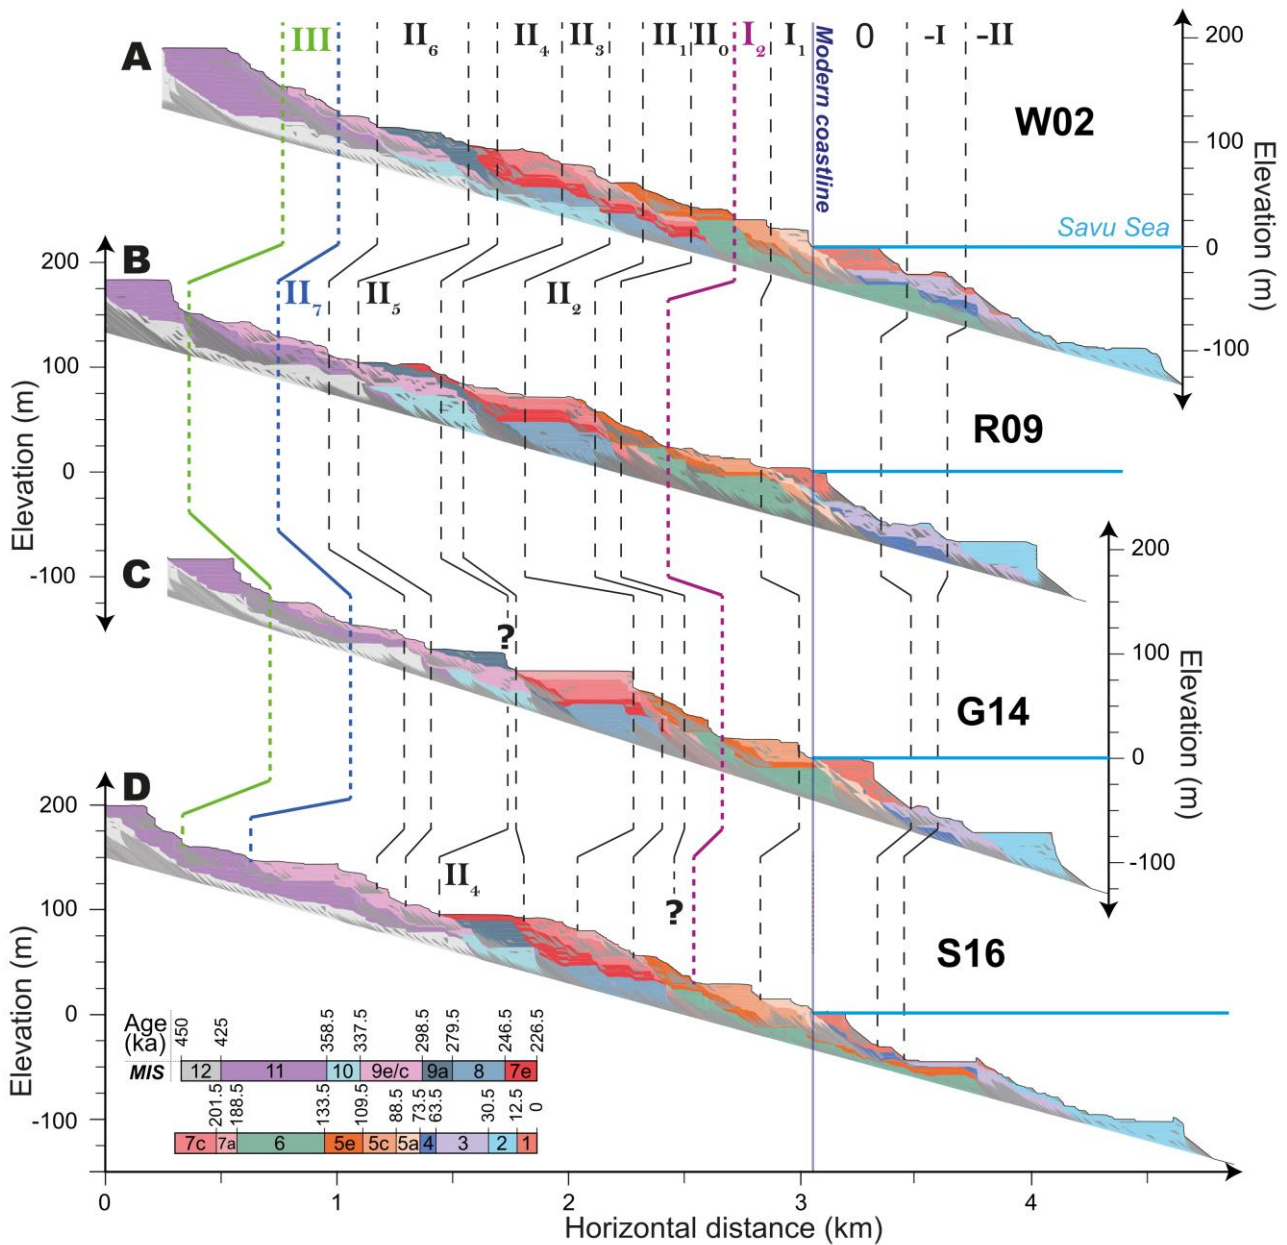 A
III
II6
II4
II3
II1
II0
I2
I1
Modern coastline
0
-I
-II
200
100
0
-100
Elevation (m)
W02
Savu Sea
B
II7
II5
II2
200
100
0
-100
Elevation (m)
R09
C
?
200
100
0
-100
Elevation (m)
G14
D
II4
?
200
100
0
-100
Elevation (m)
S16
Age (ka)
450
425
358.5
337.5
298.5
279.5
246.5
226.5
MIS
12
11
10
9e/c
9a
8
7e
201.5
188.5
133.5
109.5
88.5
73.5
63.5
30.5
12.5
0
7c
7a
6
5e
5c
5a
4
3
2
1
0
1
2
3
4
Horizontal distance (km)